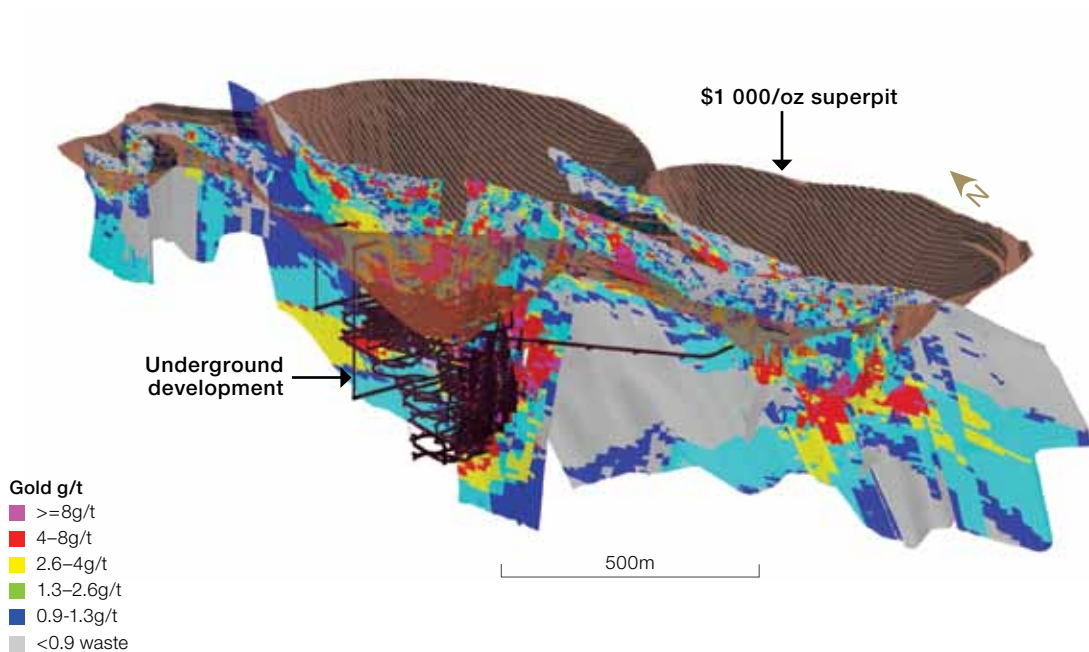 $1 000/oz superpit
N
Underground
development
Gold g/t
>=8g/t
4–8g/t
2.6–4g/t
1.3–2.6g/t
0.9-1.3g/t
<0.9 waste
500m